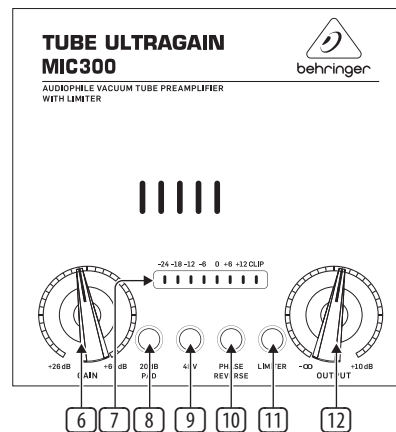 TUBE ULTRAGAIN
MIC300
behringer
AUDIOPHILE VACUUM TUBE PREAMPLIFIER
WITH LIMITER
-24 -18 -12 -6 0 +6 +12 CLIP
+26 dB +60 dB 20 dB 48 V PHASE LIMITER -∞ +10 dB
GAIN PAD REVERSE OUTPUT
6 7 8 9 10 11 12